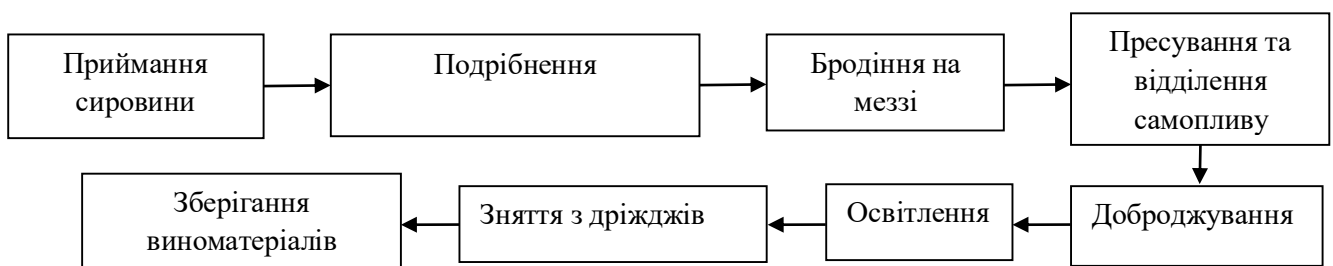 Приймання
сировини
Подрібнення
Бродіння на
меззі
Пресування та
відділення
самопливу
Доброджування
Освітлення
Зняття з дріжджів
Зберігання
виноматеріалів